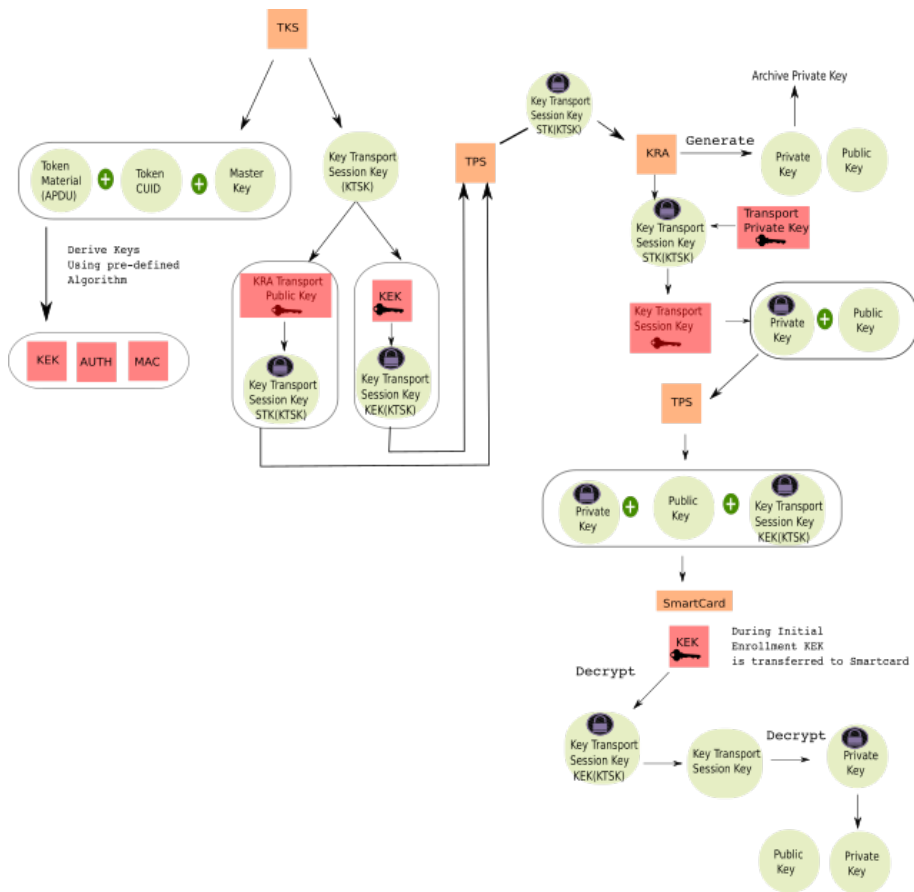 TKS
Token
Material
(APDU)
Token
CUID
Master
Key
Key Transport
Session Key
(KTSK)
Derive Keys
Using pre-defined
Algorithm
KEK
AUTH
MAC
KRA Transport
Public Key
Key Transport
Session Key
STK(KTSK)
KEK
Key Transport
Session Key
KEK(KTSK)
TPS
Key Transport
Session Key
STK(KTSK)
KRA
Generate
Archive Private Key
Private
Key
Public
Key
Key Transport
Session Key
STK(KTSK)
Transport
Private Key
Key Transport
Session Key
Private
Key
Public
Key
TPS
Private
Key
Public
Key
Key Transport
Session Key
KEK(KTSK)
SmartCard
KEK
During Initial
Enrollment KEK
is transferred to Smartcard
Decrypt
Key Transport
Session Key
KEK(KTSK)
Key Transport
Session Key
Decrypt
Private
Key
Public
Key
Private
Key